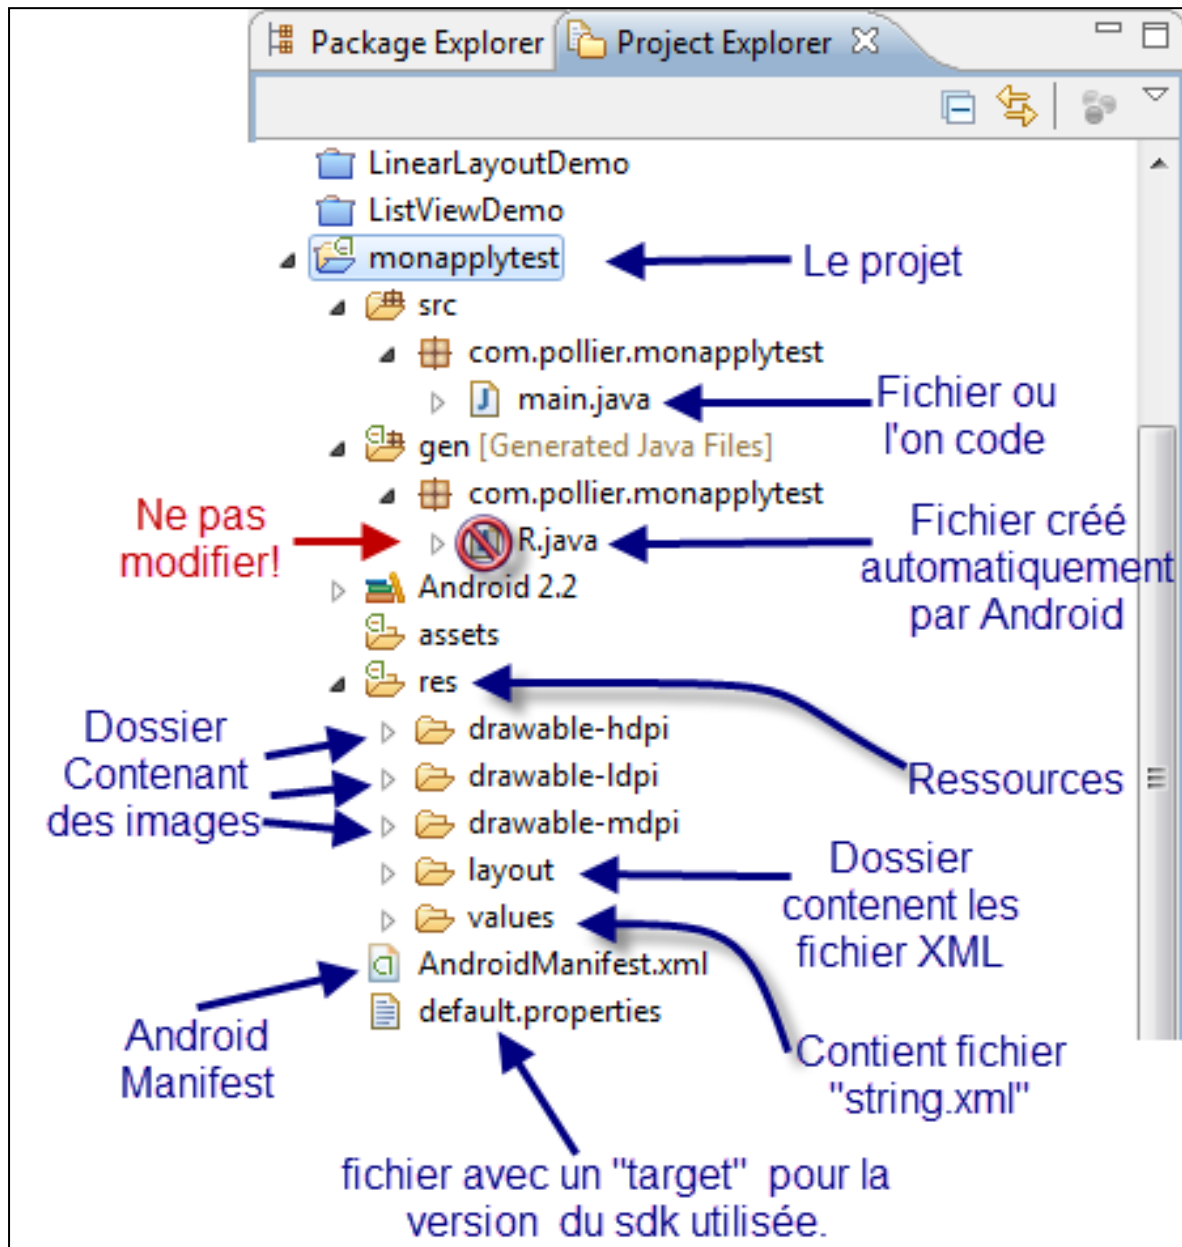 Package Explorer Project Explorer
LinearLayoutDemo
ListViewDemo
monapplytest
Le projet
src
com.pollier.monapplytest
main.java
Fichier ou
l'on code
gen [Generated Java Files]
com.pollier.monapplytest
Ne pas
modifier!
R.java
Fichier créé
automatiquement
par Android
Android 2.2
assets
res
Ressources
Dossier
Contenant
des images
drawable-hdpi
drawable-ldpi
drawable-mdpi
layout
Dossier
contenent les
fichier XML
values
AndroidManifest.xml
default.properties
Android
Manifest
Contient fichier
"string.xml"
fichier avec un "target" pour la
version du sdk utilisée.